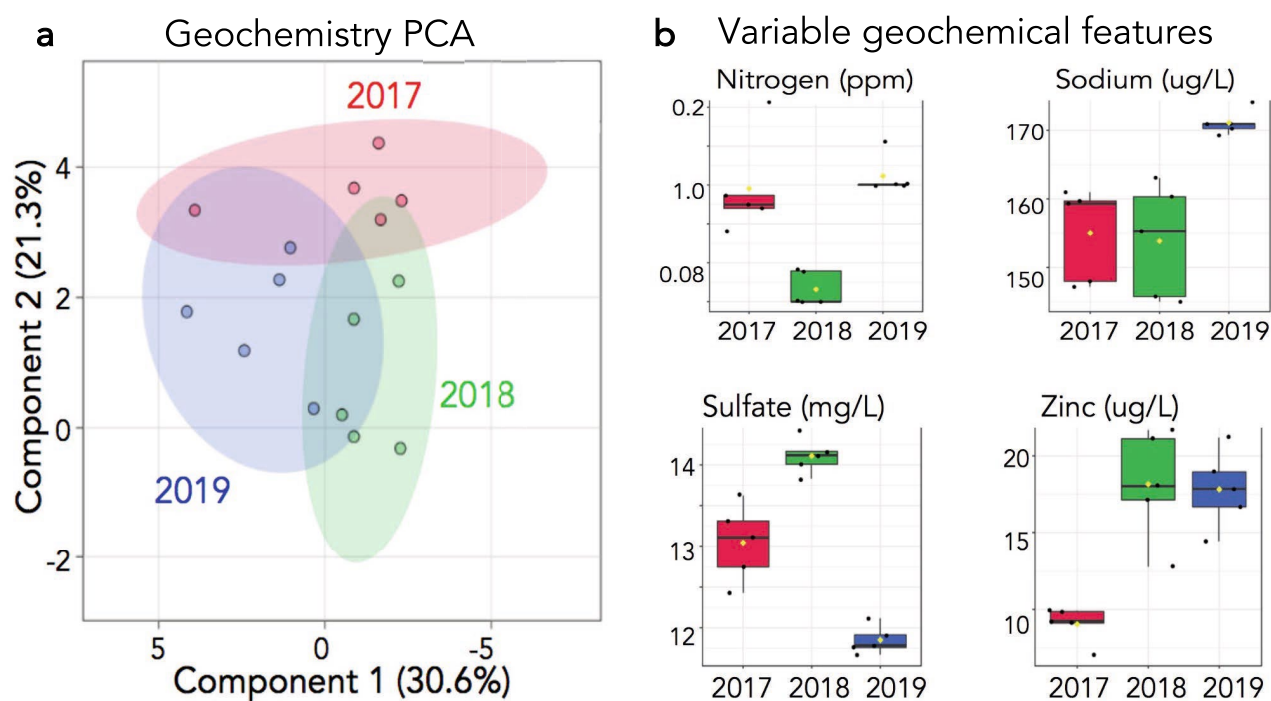 a Geochemistry PCA
2017
4
2
0
-2
2018
2019
5 0 -5
Component 2 (21.3%)
Component 1 (30.6%)
b Variable geochemical features
Nitrogen (ppm)
0.2
1.0
0.08
2017 2018 2019
Sodium (ug/L)
170
160
150
2017 2018 2019
Sulfate (mg/L)
14
13
12
2017 2018 2019
Zinc (ug/L)
20
15
10
2017 2018 2019